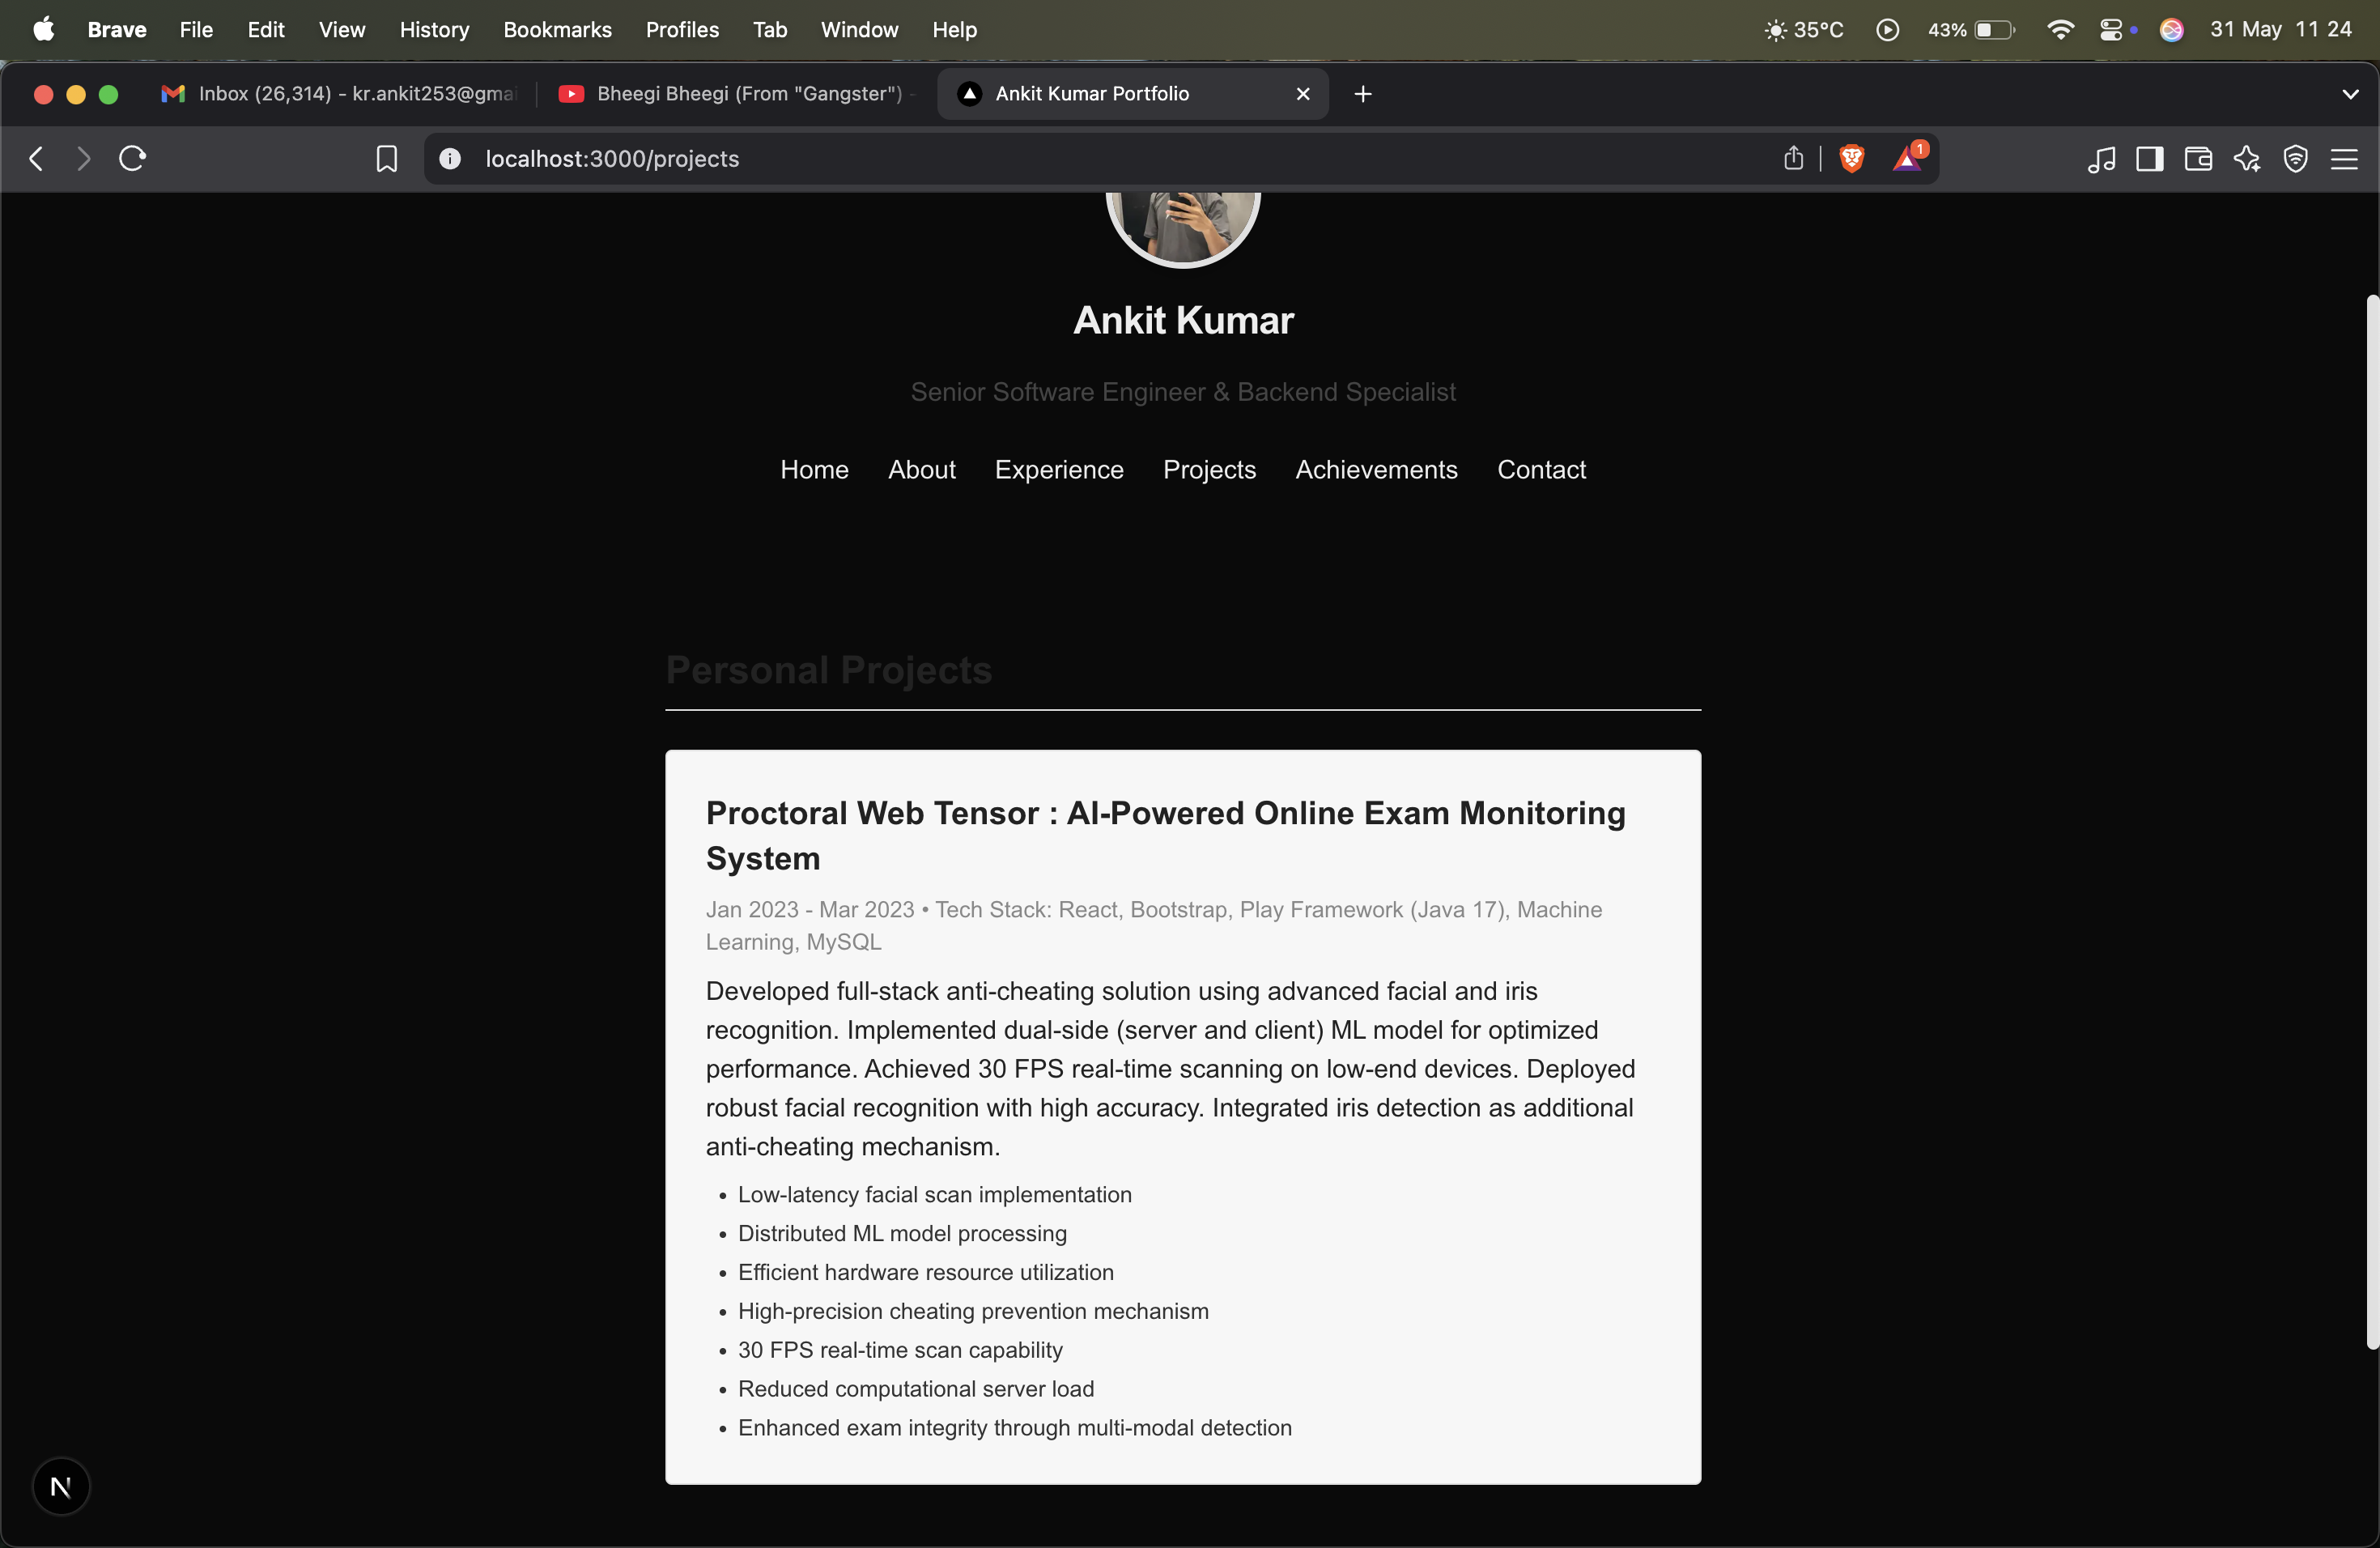 Brave File Edit View History Bookmarks Profiles Tab Window Help 35°C 43% 31 May 11 24
Inbox (26,314) - kr.ankit253@gmai Bheegi Bheegi (From "Gangster") - Ankit Kumar Portfolio
localhost:3000/projects 1
Ankit Kumar
Senior Software Engineer & Backend Specialist
Home About Experience Projects Achievements Contact
Personal Projects
Proctoral Web Tensor : AI-Powered Online Exam Monitoring
System
Jan 2023 - Mar 2023 • Tech Stack: React, Bootstrap, Play Framework (Java 17), Machine
Learning, MySQL
Developed full-stack anti-cheating solution using advanced facial and iris
recognition. Implemented dual-side (server and client) ML model for optimized
performance. Achieved 30 FPS real-time scanning on low-end devices. Deployed
robust facial recognition with high accuracy. Integrated iris detection as additional
anti-cheating mechanism.
• Low-latency facial scan implementation
• Distributed ML model processing
• Efficient hardware resource utilization
• High-precision cheating prevention mechanism
• 30 FPS real-time scan capability
• Reduced computational server load
• Enhanced exam integrity through multi-modal detection
N